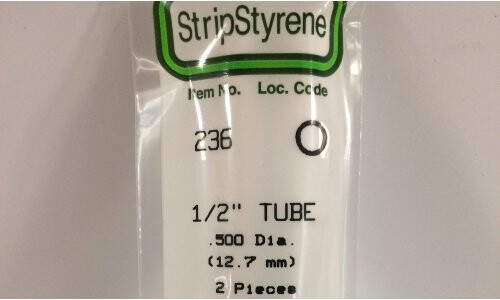 StripStyrene
Item No. Loc. Code
236
1/2" TUBE
.500 Dia.
(12.7 mm)
2 Pieces